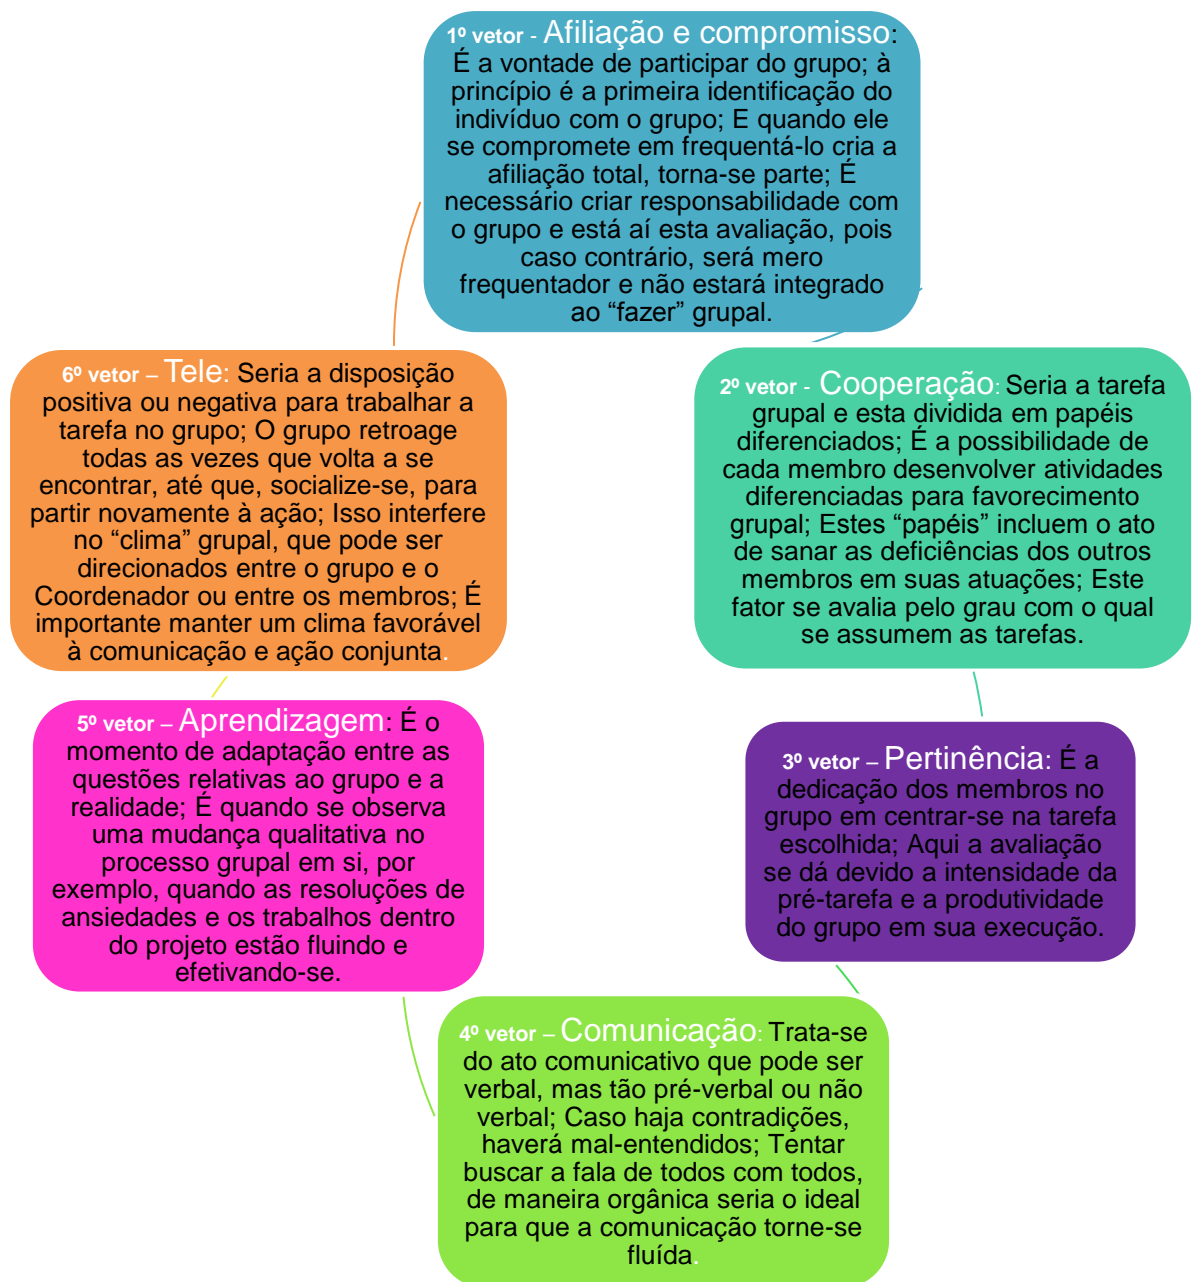 1º vetor - Afiliação e compromisso:
É a vontade de participar do grupo; à
princípio é a primeira identificação do
indivíduo com o grupo; E quando ele
se compromete em frequentá-lo cria a
afiliação total, torna-se parte; É
necessário criar responsabilidade com
o grupo e está aí esta avaliação, pois
caso contrário, será mero
frequentador e não estará integrado
ao “fazer” grupal.
2º vetor - Cooperação: Seria a tarefa
grupal e esta dividida em papéis
diferenciados; É a possibilidade de
cada membro desenvolver atividades
diferenciadas para favorecimento
grupal; Estes “papéis” incluem o ato
de sanar as deficiências dos outros
membros em suas atuações; Este
fator se avalia pelo grau com o qual
se assumem as tarefas.
3º vetor – Pertinência: É a
dedicação dos membros no
grupo em centrar-se na tarefa
escolhida; Aqui a avaliação
se dá devido a intensidade da
pré-tarefa e a produtividade
do grupo em sua execução.
4º vetor – Comunicação: Trata-se
do ato comunicativo que pode ser
verbal, mas tão pré-verbal ou não
verbal; Caso haja contradições,
haverá mal-entendidos; Tentar
buscar a fala de todos com todos,
de maneira orgânica seria o ideal
para que a comunicação torne-se
fluída.
5º vetor – Aprendizagem: É o
momento de adaptação entre as
questões relativas ao grupo e a
realidade; É quando se observa
uma mudança qualitativa no
processo grupal em si, por
exemplo, quando as resoluções de
ansiedades e os trabalhos dentro
do projeto estão fluindo e
efetivando-se.
6º vetor – Tele: Seria a disposição
positiva ou negativa para trabalhar a
tarefa no grupo; O grupo retroage
todas as vezes que volta a se
encontrar, até que, socialize-se, para
partir novamente à ação; Isso interfere
no “clima” grupal, que pode ser
direcionados entre o grupo e o
Coordenador ou entre os membros; É
importante manter um clima favorável
à comunicação e ação conjunta.